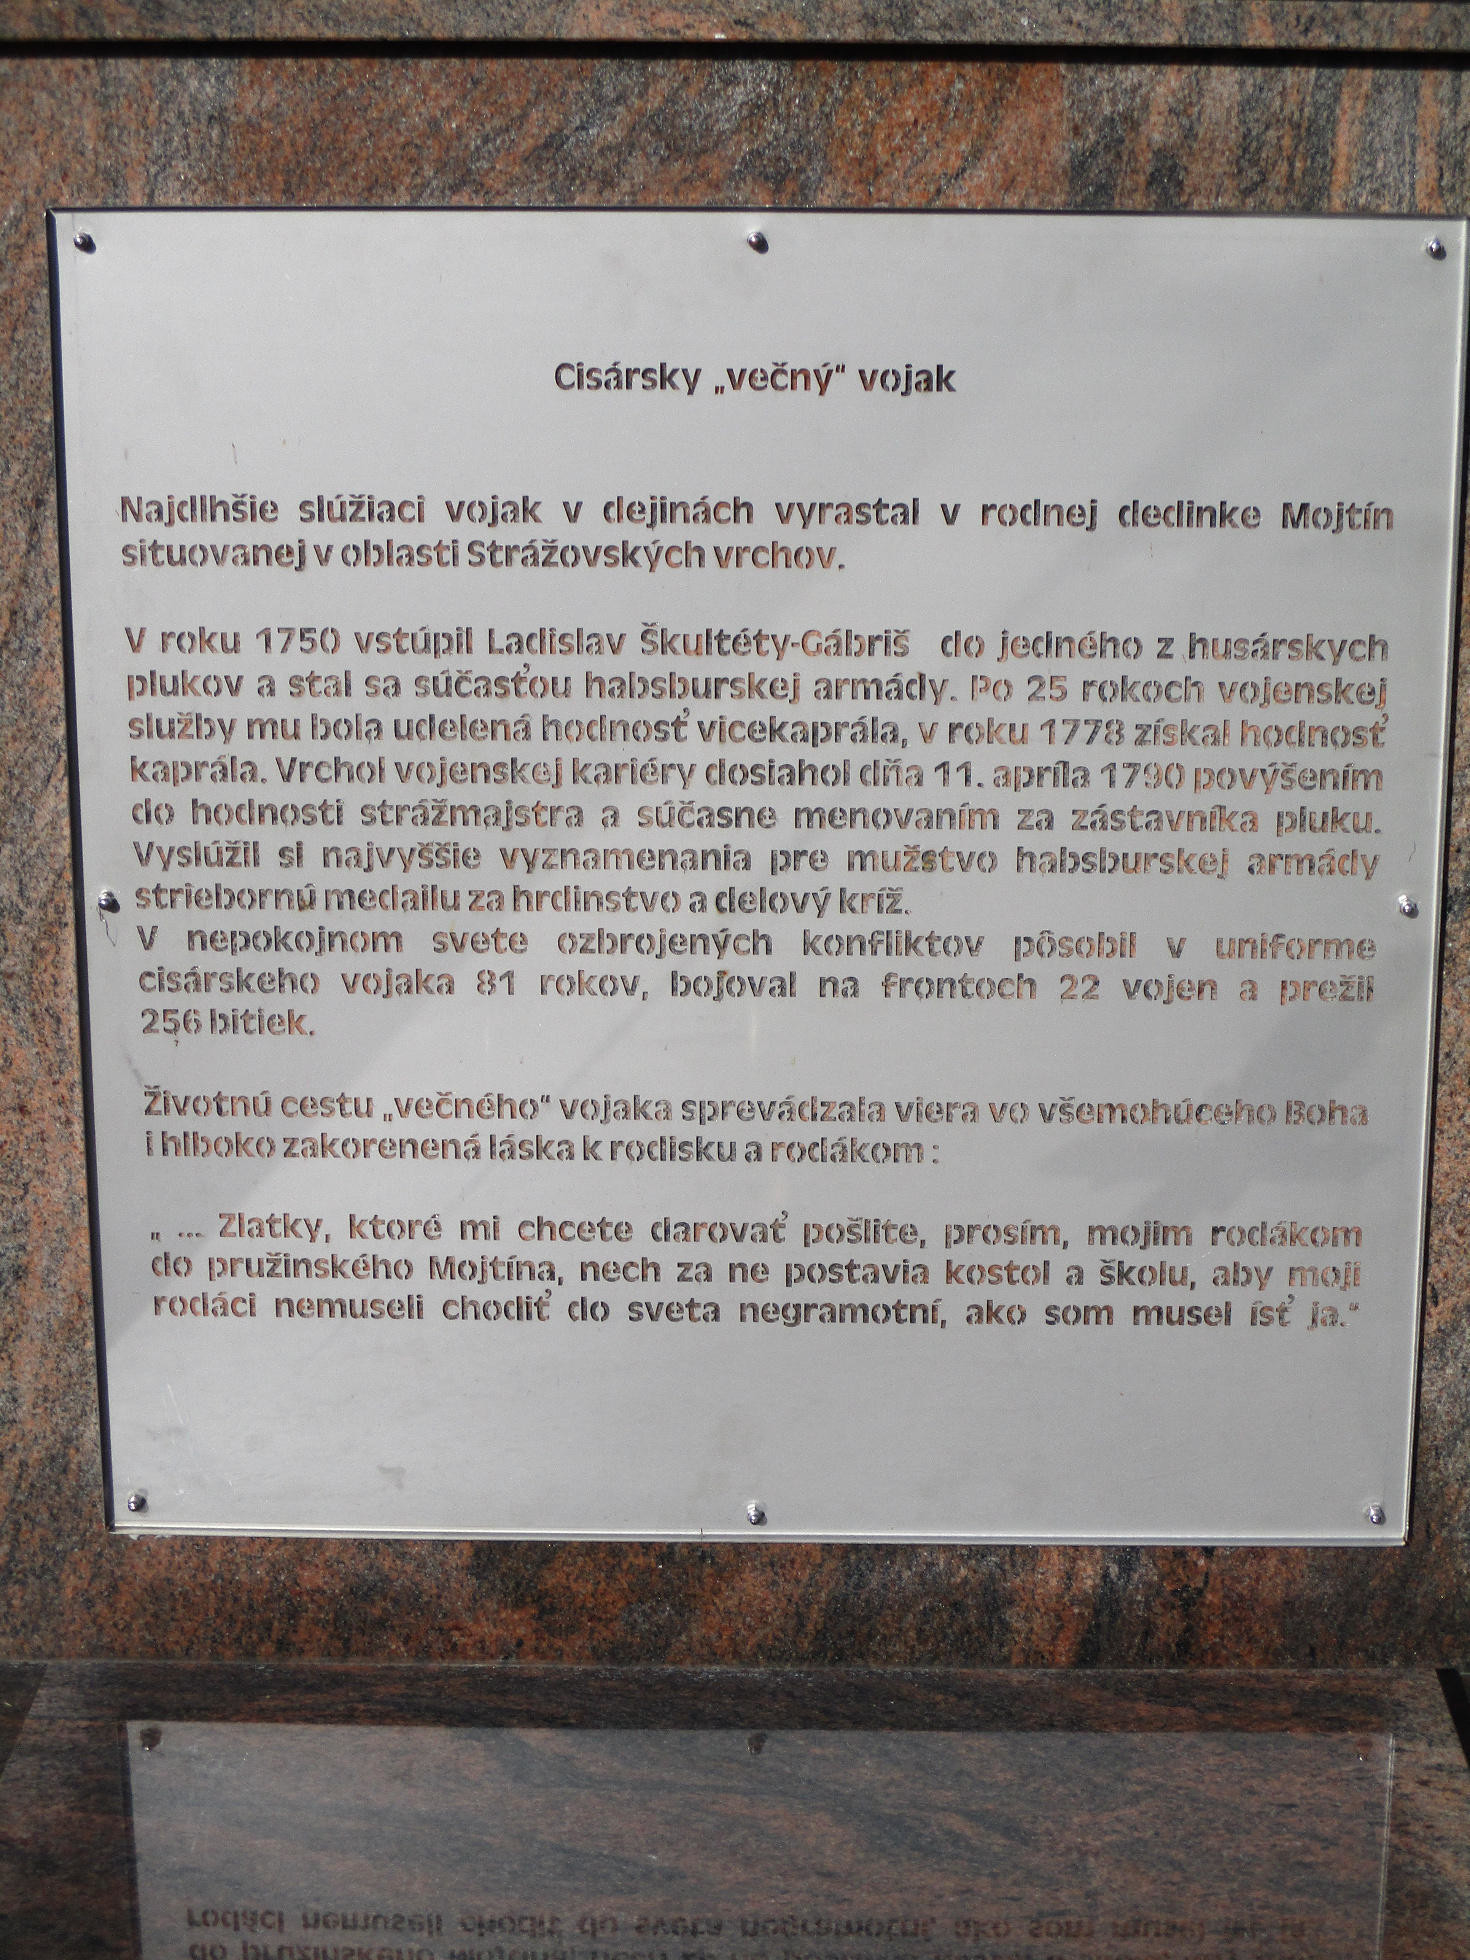 Cisársky „večný“ vojak
Najdlhšie slúžiaci vojak v dejinách vyrastal v rodnej dedinke Mojtín
situovanej v oblasti Strážovských vrchov.
V roku 1750 vstúpil Ladislav Škultéty-Gábriš do jedného z husárskych
plukov a stal sa súčasťou habsburskej armády. Po 25 rokoch vojenskej
služby mu bola udelená hodnosť vicekaprála, v roku 1778 získal hodnosť
kaprála. Vrchol vojenskej kariéry dosiahol dňa 11. apríla 1790 povýšením
do hodnosti strážmajstra a súčasne menovaním za zástavníka pluku.
Vyslúžil si najvyššie vyznamenania pre mužstvo habsburskej armády
striebornú medailu za hrdinstvo a delový kríž.
V nepokojnom svete ozbrojených konfliktov pôsobil v uniforme
cisárskeho vojaka 81 rokov, bojoval na frontoch 22 vojen a prežil
256 bitiek.
Životnú cestu „večného“ vojaka sprevádzala viera vo všemohúceho Boha
i hlboko zakorenená láska k rodisku a rodákom :
„ ... Zlatky, ktoré mi chcete darovať pošlite, prosím, mojim rodákom
do pružinského Mojtína, nech za ne postavia kostol a školu, aby moji
rodáci nemuseli chodiť do sveta negramotní, ako som musel ísť ja.“